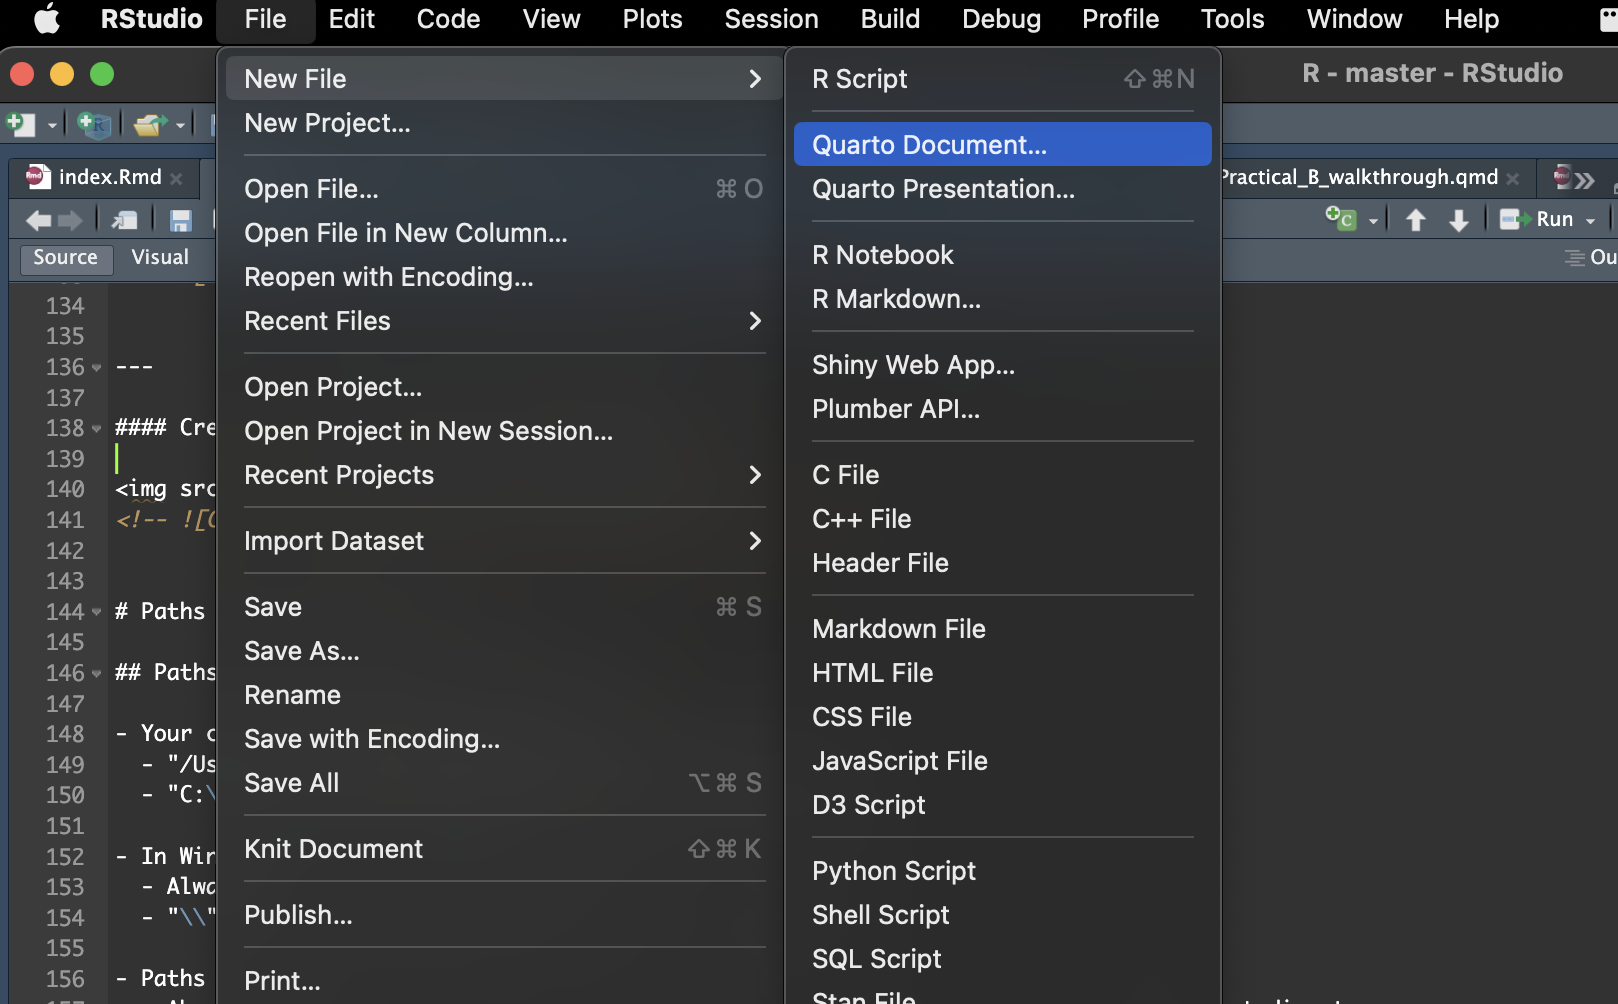 RStudio File Edit Code View Plots Session Build Debug Profile Tools Window Help
R - master - RStudio
index.Rmd
Practical_B_walkthrough.qmd
Run
Source Visual
Ou
New File
New Project...
Open File... ⌘ O
Open File in New Column...
Reopen with Encoding...
Recent Files
Open Project...
Open Project in New Session...
Recent Projects
Import Dataset
Save ⌘ S
Save As...
Rename
Save with Encoding...
Save All ⌥ ⌘ S
Knit Document ⇧ ⌘ K
Publish...
Print...
R Script ⇧ ⌘ N
Quarto Document...
Quarto Presentation...
R Notebook
R Markdown...
Shiny Web App...
Plumber API...
C File
C++ File
Header File
Markdown File
HTML File
CSS File
JavaScript File
D3 Script
Python Script
Shell Script
SQL Script
Stan File
134
135
136 ---
137
138 #### Cre
139
140 <img src
141 <!-- ![
142
143
144 # Paths
145
146 ## Paths
147
148 - Your c
149 - "/Us
150 - "C:\
151
152 - In Win
153 - Alwa
154 - "\\"
155
156 - Paths